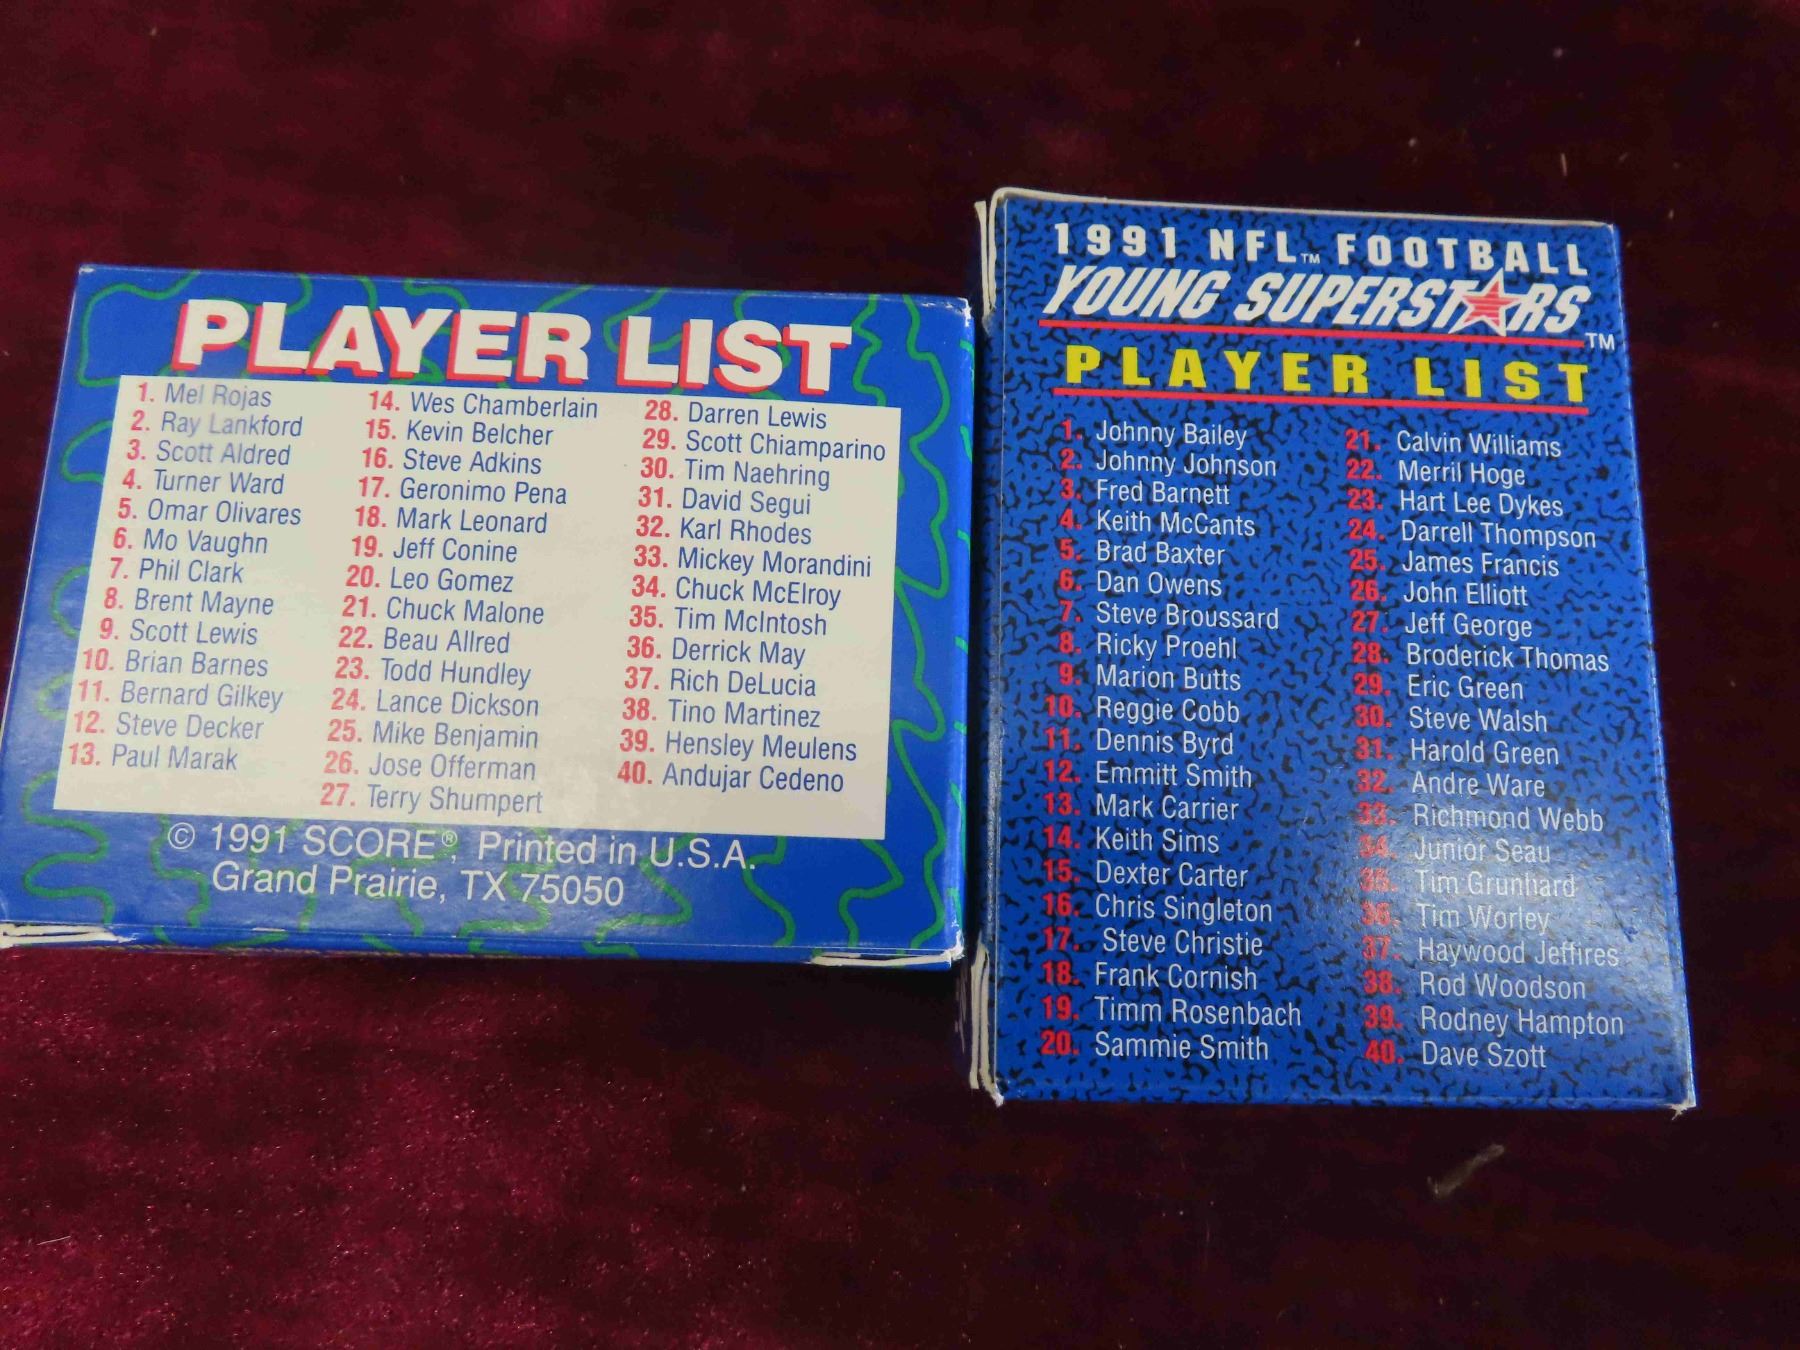 PLAYER LIST
1. Mel Rojas
2. Ray Lankford
3. Scott Aldred
4. Turner Ward
5. Omar Olivares
6. Mo Vaughn
7. Phil Clark
8. Brent Mayne
9. Scott Lewis
10. Brian Barnes
11. Bernard Gilkey
12. Steve Decker
13. Paul Marak
14. Wes Chamberlain
15. Kevin Belcher
16. Steve Adkins
17. Geronimo Pena
18. Mark Leonard
19. Jeff Conine
20. Leo Gomez
21. Chuck Malone
22. Beau Allred
23. Todd Hundley
24. Lance Dickson
25. Mike Benjamin
26. Jose Offerman
27. Terry Shumpert
28. Darren Lewis
29. Scott Chiamparino
30. Tim Naehring
31. David Segui
32. Karl Rhodes
33. Mickey Morandini
34. Chuck McElroy
35. Tim McIntosh
36. Derrick May
37. Rich DeLucia
38. Tino Martinez
39. Hensley Meulens
40. Andujar Cedeno
© 1991 SCORE®, Printed in U.S.A.
Grand Prairie, TX 75050
1991 NFL™ FOOTBALL
YOUNG SUPERSTARS™
PLAYER LIST
1. Johnny Bailey
2. Johnny Johnson
3. Fred Barnett
4. Keith McCants
5. Brad Baxter
6. Dan Owens
7. Steve Broussard
8. Ricky Proehl
9. Marion Butts
10. Reggie Cobb
11. Dennis Byrd
12. Emmitt Smith
13. Mark Carrier
14. Keith Sims
15. Dexter Carter
16. Chris Singleton
17. Steve Christie
18. Frank Cornish
19. Timm Rosenbach
20. Sammie Smith
21. Calvin Williams
22. Merril Hoge
23. Hart Lee Dykes
24. Darrell Thompson
25. James Francis
26. John Elliott
27. Jeff George
28. Broderick Thomas
29. Eric Green
30. Steve Walsh
31. Harold Green
32. Andre Ware
33. Richmond Webb
34. Junior Seau
35. Tim Grunhard
36. Tim Worley
37. Haywood Jeffires
38. Rod Woodson
39. Rodney Hampton
40. Dave Szott